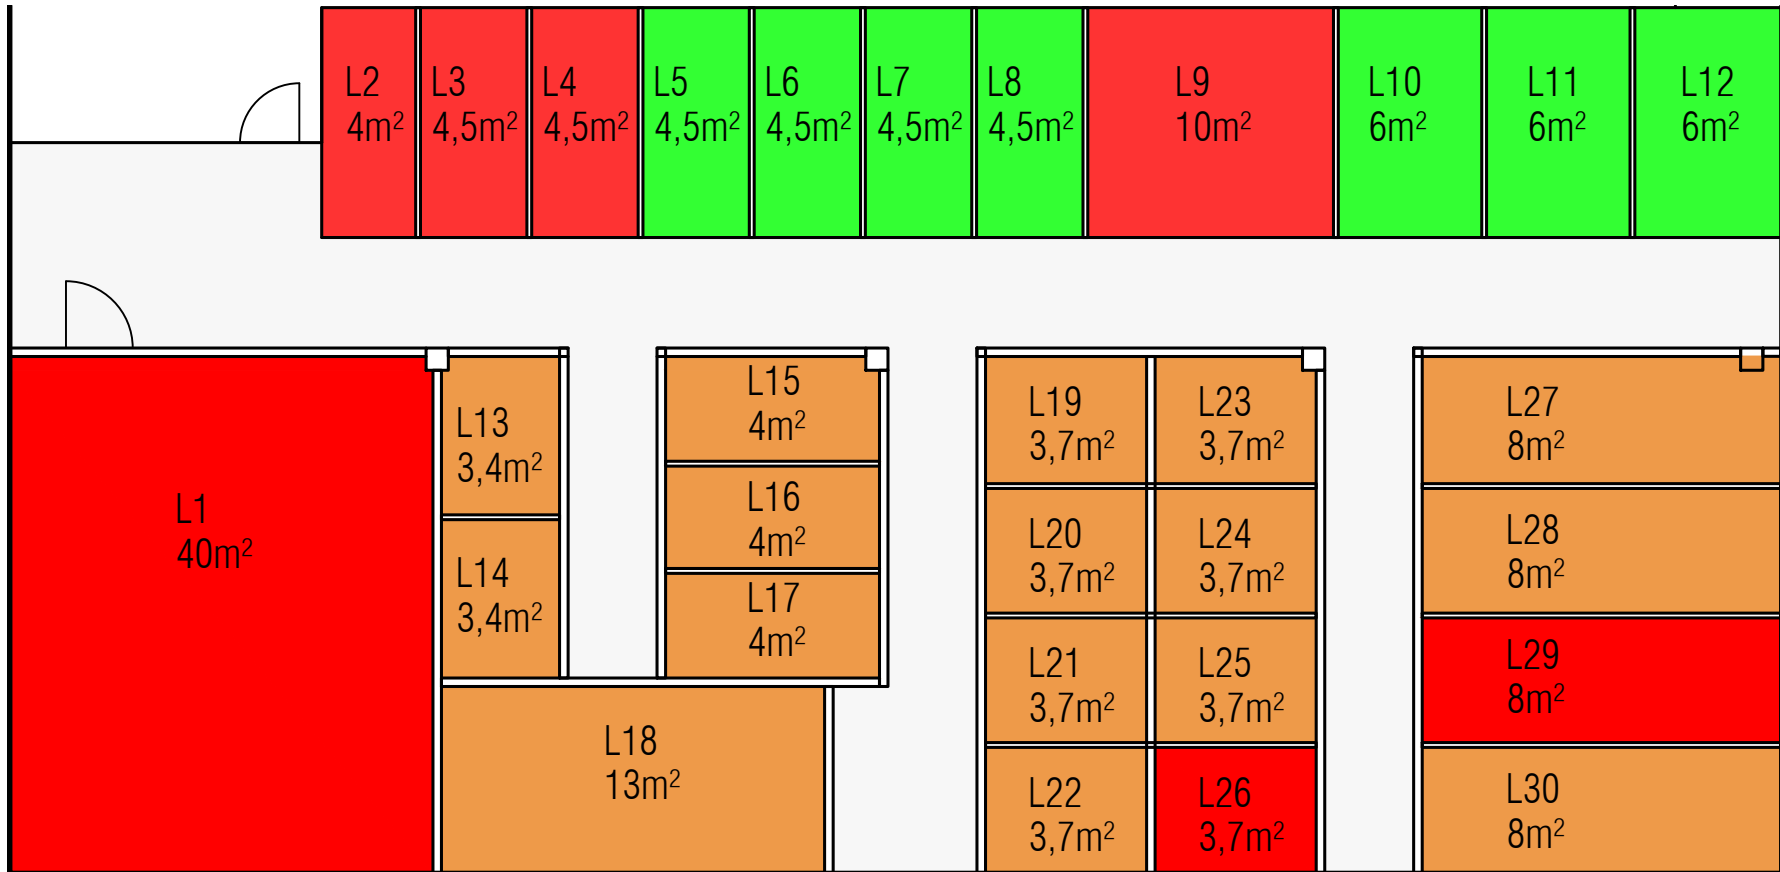 L2
4m²
L3
4,5m²
L4
4,5m²
L5
4,5m²
L6
4,5m²
L7
4,5m²
L8
4,5m²
L9
10m²
L10
6m²
L11
6m²
L12
6m²
L1
40m²
L13
3,4m²
L14
3,4m²
L15
4m²
L16
4m²
L17
4m²
L18
13m²
L19
3,7m²
L20
3,7m²
L21
3,7m²
L22
3,7m²
L23
3,7m²
L24
3,7m²
L25
3,7m²
L26
3,7m²
L27
8m²
L28
8m²
L29
8m²
L30
8m²